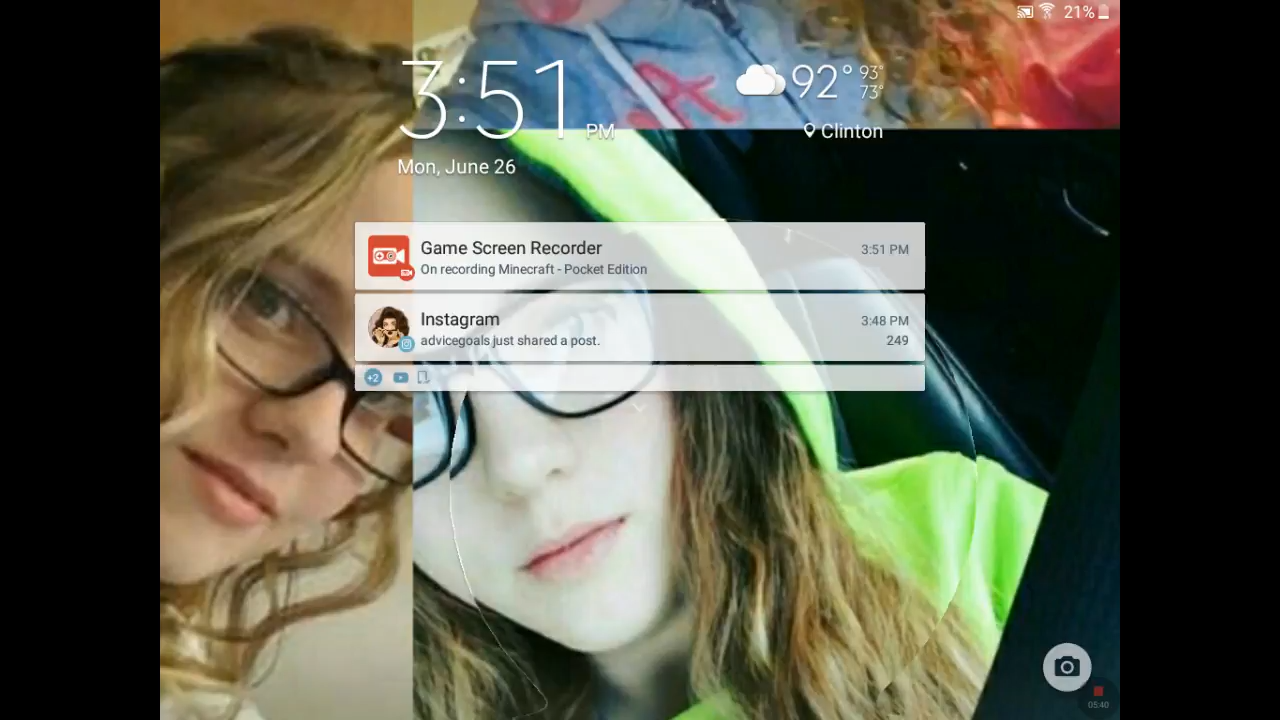 21%
3:51 PM
92° 93°
73°
Clinton
Mon, June 26
Game Screen Recorder 3:51 PM
On recording Minecraft - Pocket Edition
Instagram 3:48 PM
advicegoals just shared a post. 249
+2
05:40